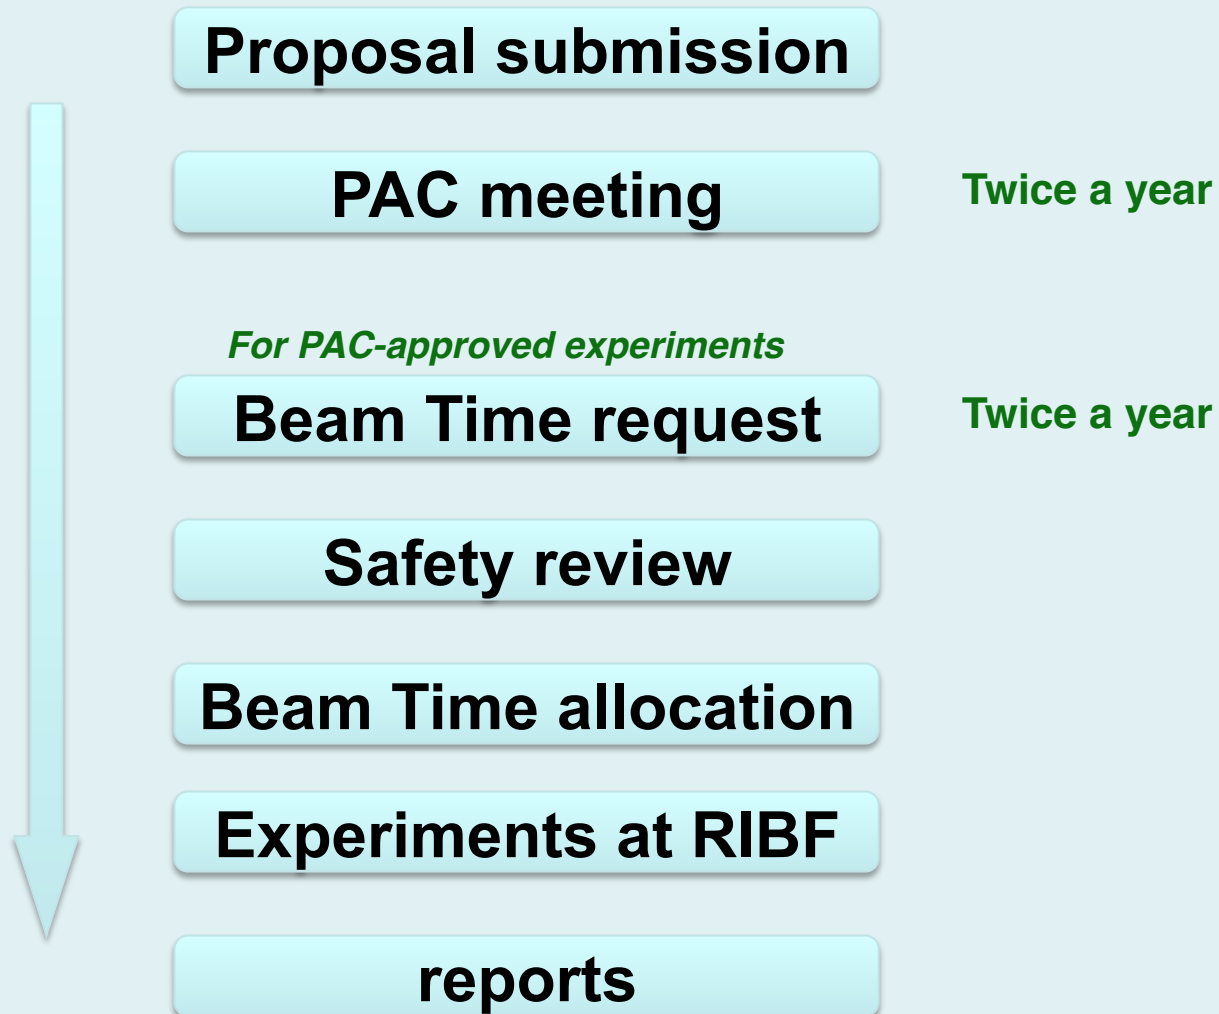 Proposal submission
PAC meeting
Twice a year
For PAC-approved experiments
Beam Time request
Twice a year
Safety review
Beam Time allocation
Experiments at RIBF
reports